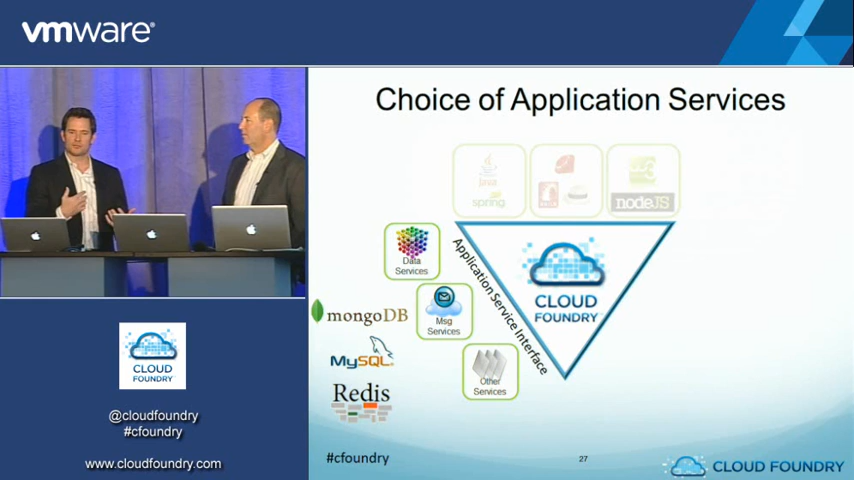 vmware®
Choice of Application Services
Java
spring
nodeJS
Data
Services
Msg
Services
Other
Services
Application Service Interface
CLOUD
FOUNDRY
mongoDB
MySQL®
Redis
CLOUD
FOUNDRY
@cloudfoundry
#cfoundry
www.cloudfoundry.com
#cfoundry
27
CLOUD FOUNDRY